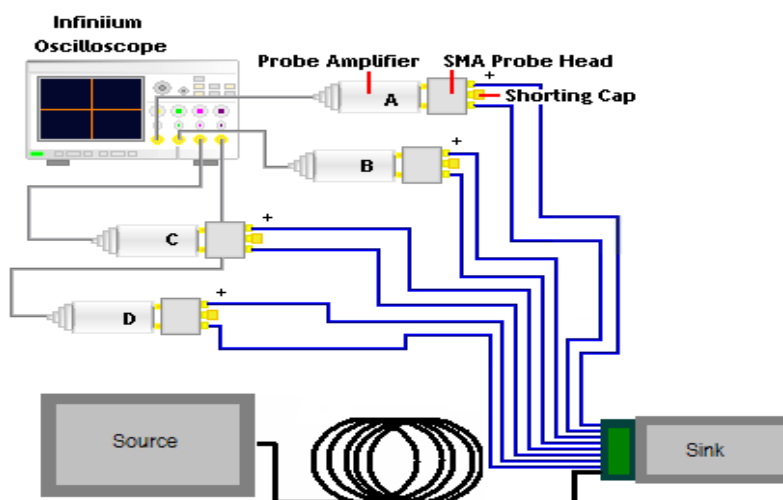 Infiniium
Oscilloscope
Probe Amplifier
SMA Probe Head
+
A
Shorting Cap
+
B
+
C
+
D
Source
Sink